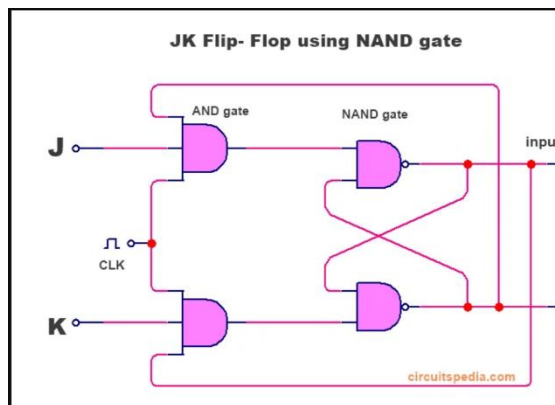 JK Flip- Flop using NAND gate
AND gate
NAND gate
J
inpu
CLK
K
circuitspedia.com